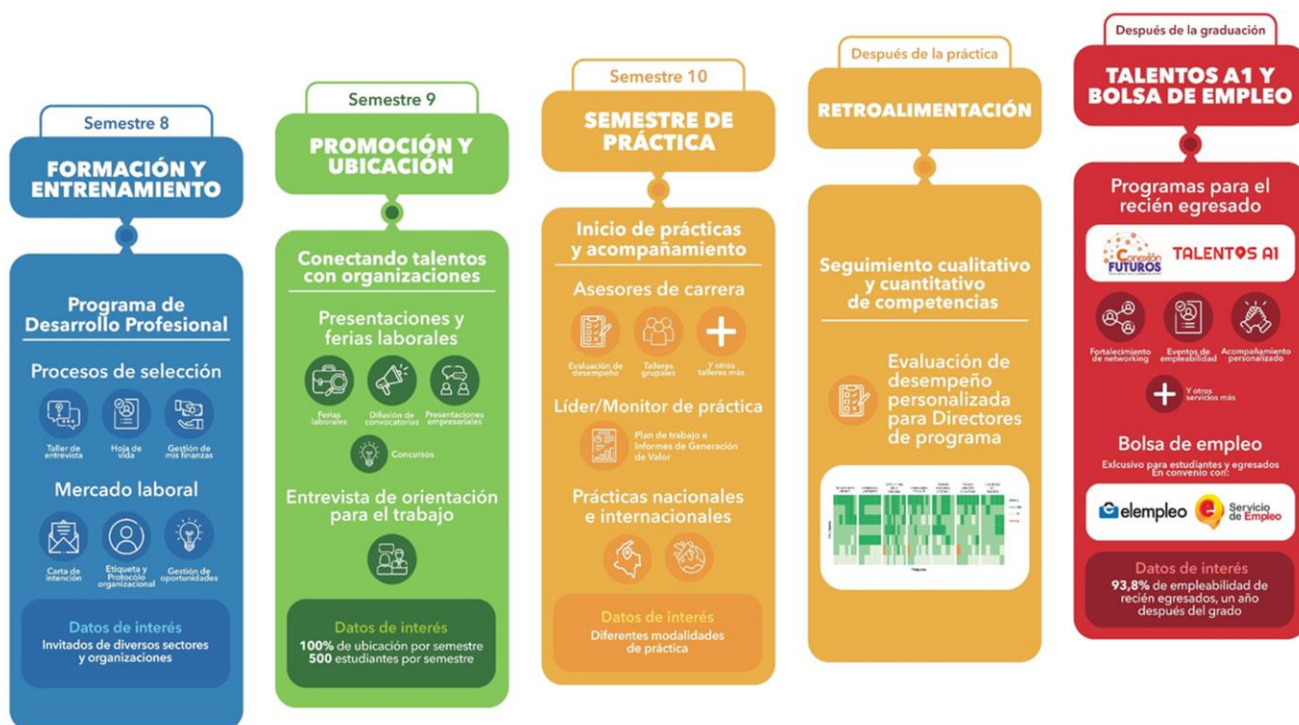 Semestre 8
FORMACIÓN Y
ENTRENAMIENTO
Programa de
Desarrollo Profesional
Procesos de selección
Taller de
entrevista
Hoja de
vida
Gestión de
mis finanzas
Mercado laboral
Carta de
intención
Etiqueta y
Protocolo
organizacional
Gestión de
oportunidades
Datos de interés
Invitados de diversos sectores
y organizaciones
Semestre 9
PROMOCIÓN Y
UBICACIÓN
Conectando talentos
con organizaciones
Presentaciones y
ferias laborales
Ferias
laborales
Difusión de
convocatorias
Presentaciones
empresariales
Concursos
Entrevista de orientación
para el trabajo
Datos de interés
100% de ubicación por semestre
500 estudiantes por semestre
Semestre 10
SEMESTRE DE
PRÁCTICA
Inicio de prácticas
y acompañamiento
Asesores de carrera
Evaluación de
desempeño
Talleras
grupales
Y otros
talleres más
Líder/Monitor de práctica
Plan de trabajo e
Informes de Generación
de Valor
Prácticas nacionales
e internacionales
Datos de interés
Diferentes modalidades
de práctica
Después de la práctica
RETROALIMENTACIÓN
Seguimiento cualitativo
y cuantitativo
de competencias
Evaluación de
desempeño
personalizada
para Directores
de programa
Después de la graduación
TALENTOS A1 Y
BOLSA DE EMPLEO
Programas para el
recién egresado
Conexión
FUTUROS
TALENTOS A1
Fortalecimiento
de networking
Eventos de
empleabilidad
Acompañamiento
personalizado
Y otros
servicios más
Bolsa de empleo
Exlcusivo para estudiantes y egresados
En convenio con:
elempleo
Servicio
de Empleo
Datos de interés
93,8% de empleabilidad de
recién egresados, un año
después del grado